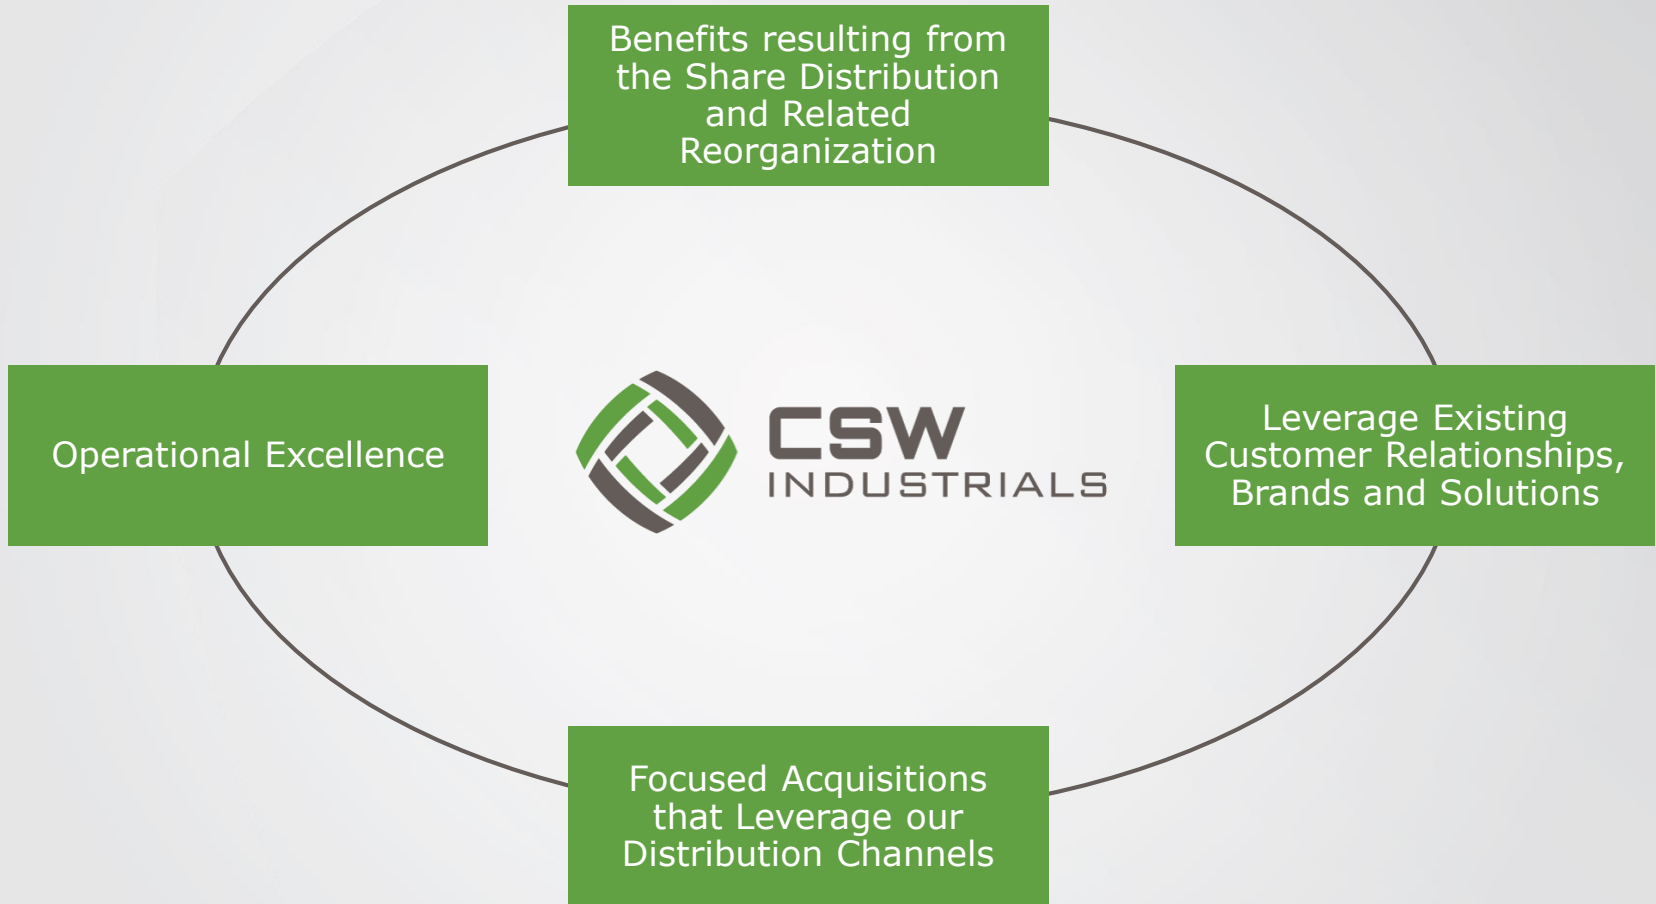 Benefits resulting from
the Share Distribution
and Related
Reorganization
Operational Excellence
CSW
INDUSTRIALS
Leverage Existing
Customer Relationships,
Brands and Solutions
Focused Acquisitions
that Leverage our
Distribution Channels